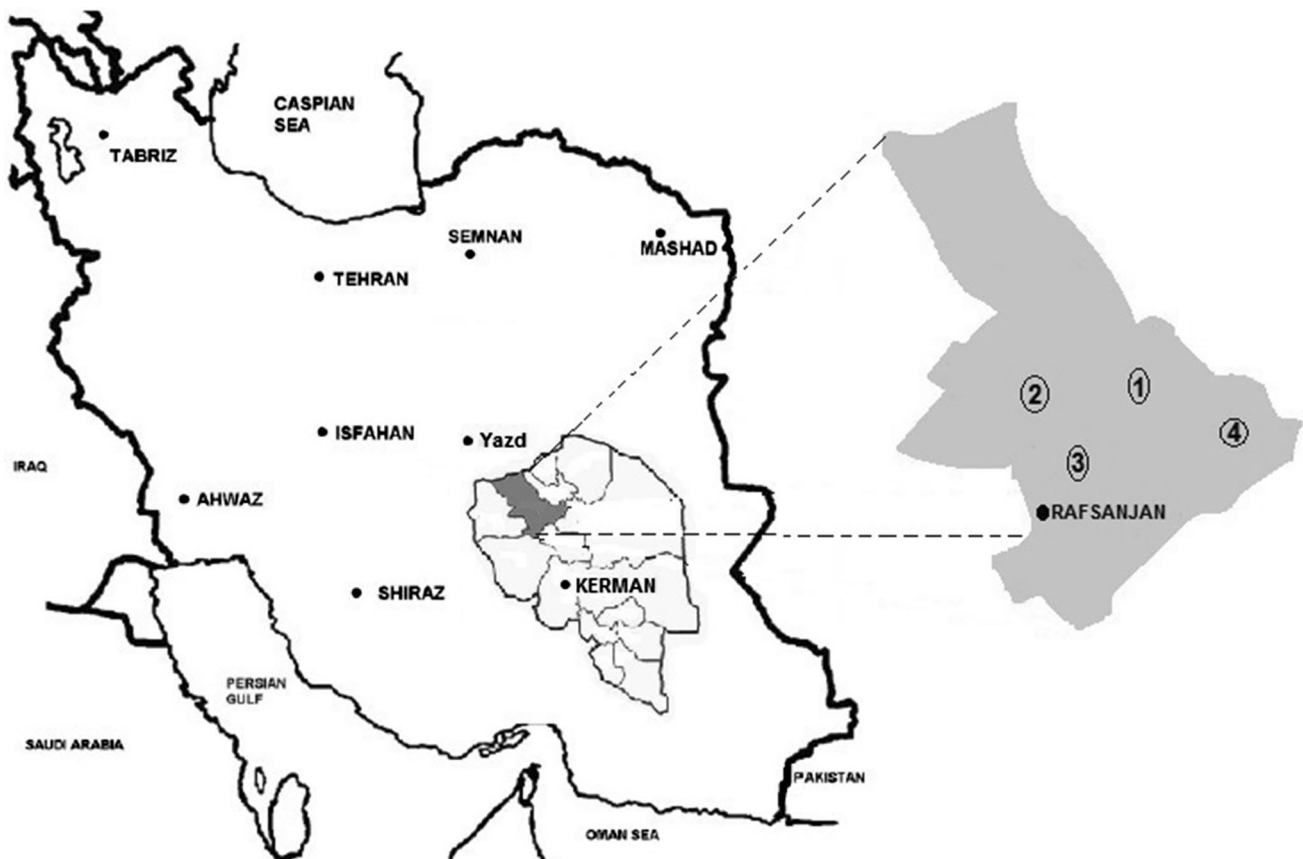 CASPIAN
SEA
TABRIZ
SEMNAN
MASHAD
TEHRAN
2
1
4
ISFAHAN
Yazd
3
IRAQ
AHWAZ
RAFSANJAN
SHIRAZ
KERMAN
PERSIAN
GULF
SAUDI ARABIA
PAKISTAN
OMAN SEA